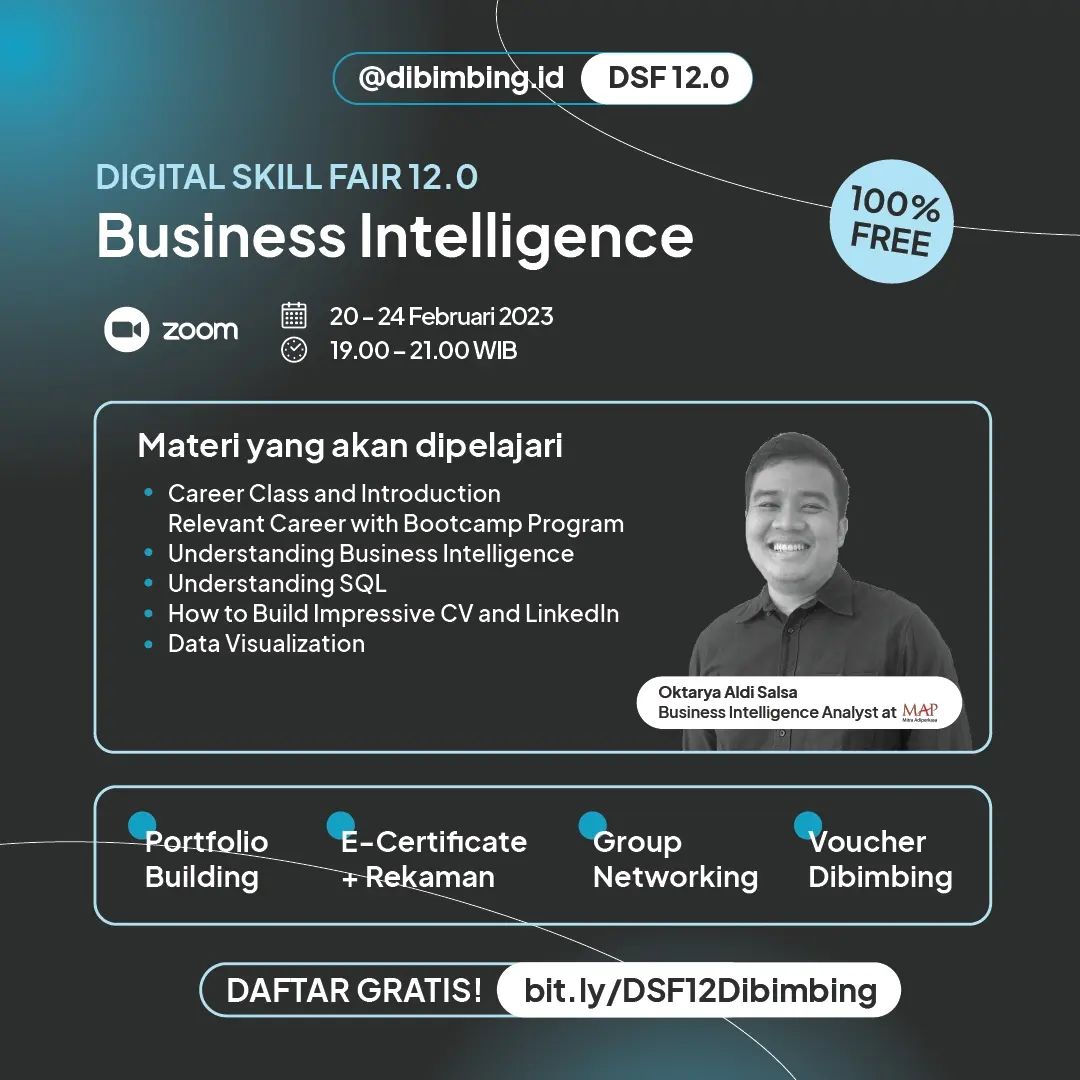 @dibimbing.id DSF 12.0
DIGITAL SKILL FAIR 12.0
Business Intelligence
100%
FREE
zoom
20 – 24 Februari 2023
19.00 – 21.00 WIB
Materi yang akan dipelajari
• Career Class and Introduction
Relevant Career with Bootcamp Program
• Understanding Business Intelligence
• Understanding SQL
• How to Build Impressive CV and LinkedIn
• Data Visualization
Oktarya Aldi Salsa
Business Intelligence Analyst at MAP
Mitra Adiperkasa
Portfolio
Building
E-Certificate
+ Rekaman
Group
Networking
Voucher
Dibimbing
DAFTAR GRATIS! bit.ly/DSF12Dibimbing